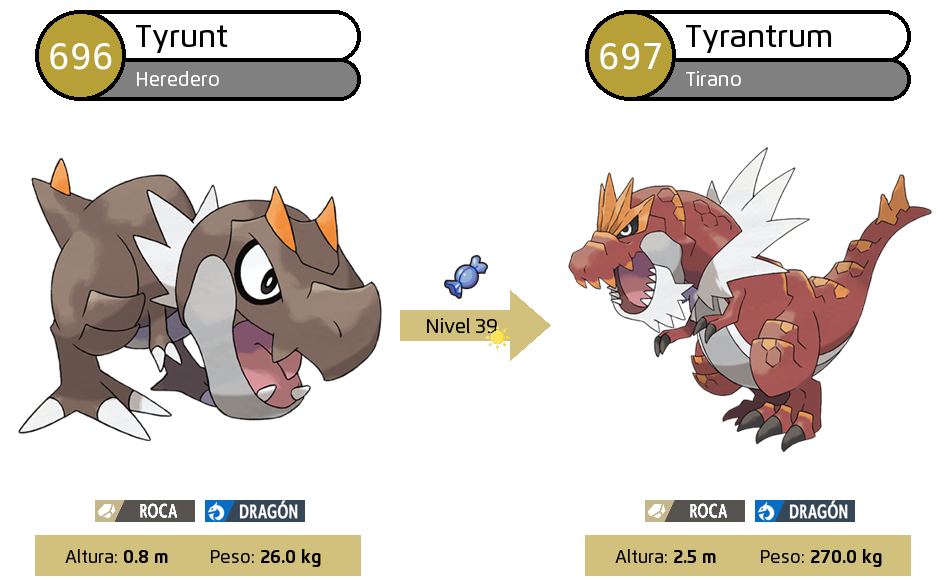 696
Tyrunt
Heredero
697
Tyrantrum
Tirano
Nivel 39
ROCA
DRAGÓN
ROCA
DRAGÓN
Altura: 0.8 m Peso: 26.0 kg
Altura: 2.5 m Peso: 270.0 kg